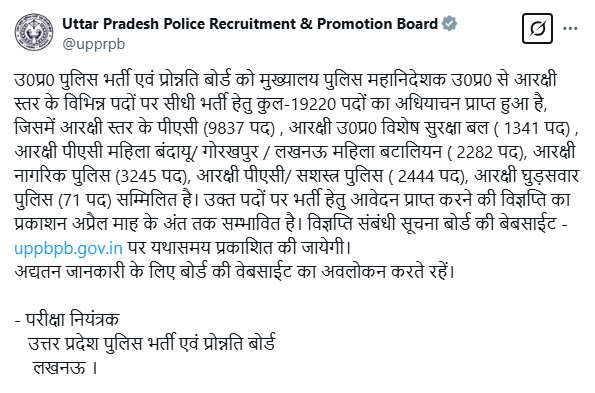 Uttar Pradesh Police Recruitment & Promotion Board
@upprpb
उ0प्र0 पुलिस भर्ती एवं प्रोन्नति बोर्ड को मुख्यालय पुलिस महानिदेशक उ0प्र0 से आरक्षी
स्तर के विभिन्न पदों पर सीधी भर्ती हेतु कुल-19220 पदों का अधियाचन प्राप्त हुआ है,
जिसमें आरक्षी स्तर के पीएसी (9837 पद) , आरक्षी उ0प्र0 विशेष सुरक्षा बल ( 1341 पद) ,
आरक्षी पीएसी महिला बंदायू/ गोरखपुर / लखनऊ महिला बटालियन ( 2282 पद), आरक्षी
नागरिक पुलिस (3245 पद), आरक्षी पीएसी/ सशस्त्र पुलिस ( 2444 पद), आरक्षी घुड़सवार
पुलिस (71 पद) सम्मिलित है। उक्त पदों पर भर्ती हेतु आवेदन प्राप्त करने की विज्ञप्ति का
प्रकाशन अप्रैल माह के अंत तक सम्भावित है। विज्ञप्ति संबंधी सूचना बोर्ड की बेबसाईट -
uppbpb.gov.in पर यथासमय प्रकाशित की जायेगी।
अद्यतन जानकारी के लिए बोर्ड की वेबसाईट का अवलोकन करते रहें।
- परीक्षा नियंत्रक
उत्तर प्रदेश पुलिस भर्ती एवं प्रोन्नति बोर्ड
लखनऊ ।